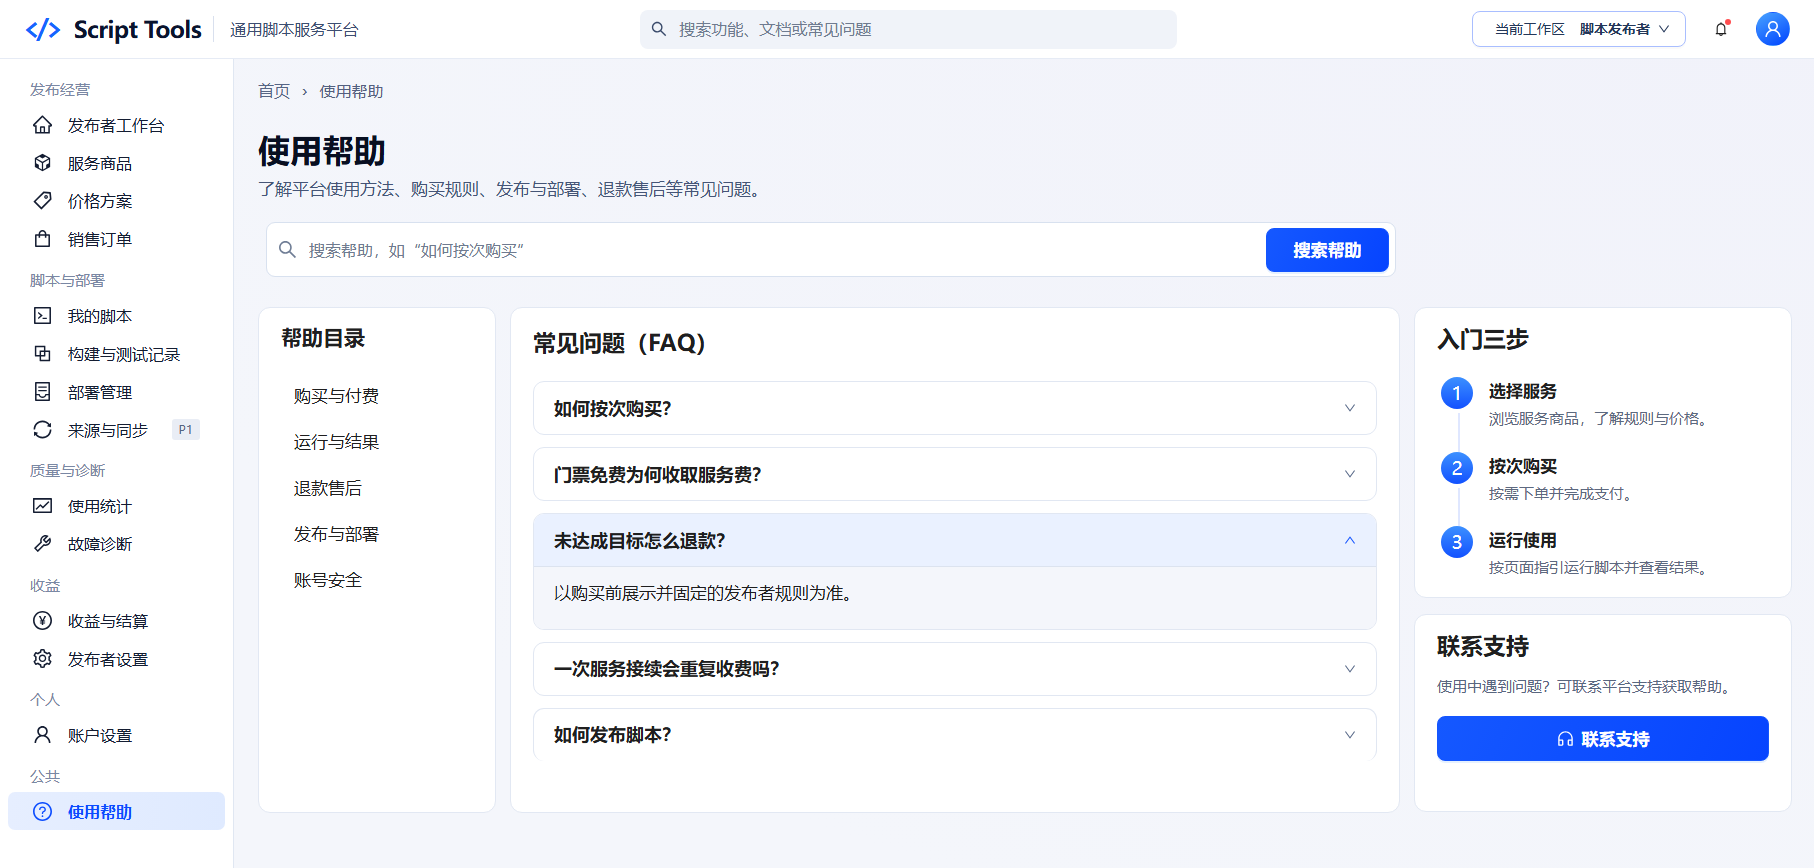 Script Tools
通用脚本服务平台
搜索功能、文档或常见问题
当前工作区 脚本发布者
发布经营
发布者工作台
服务商品
价格方案
销售订单
脚本与部署
我的脚本
构建与测试记录
部署管理
来源与同步 P1
质量与诊断
使用统计
故障诊断
收益
收益与结算
发布者设置
个人
账户设置
公共
使用帮助
首页 › 使用帮助
使用帮助
了解平台使用方法、购买规则、发布与部署、退款售后等常见问题。
搜索帮助，如“如何按次购买”
搜索帮助
帮助目录
购买与付费
运行与结果
退款售后
发布与部署
账号安全
常见问题（FAQ）
如何按次购买？
门票免费为何收取服务费？
未达成目标怎么退款？
以购买前展示并固定的发布者规则为准。
一次服务接续会重复收费吗？
如何发布脚本？
入门三步
1 选择服务
浏览服务商品，了解规则与价格。
2 按次购买
按需下单并完成支付。
3 运行使用
按页面指引运行脚本并查看结果。
联系支持
使用中遇到问题？可联系平台支持获取帮助。
联系支持